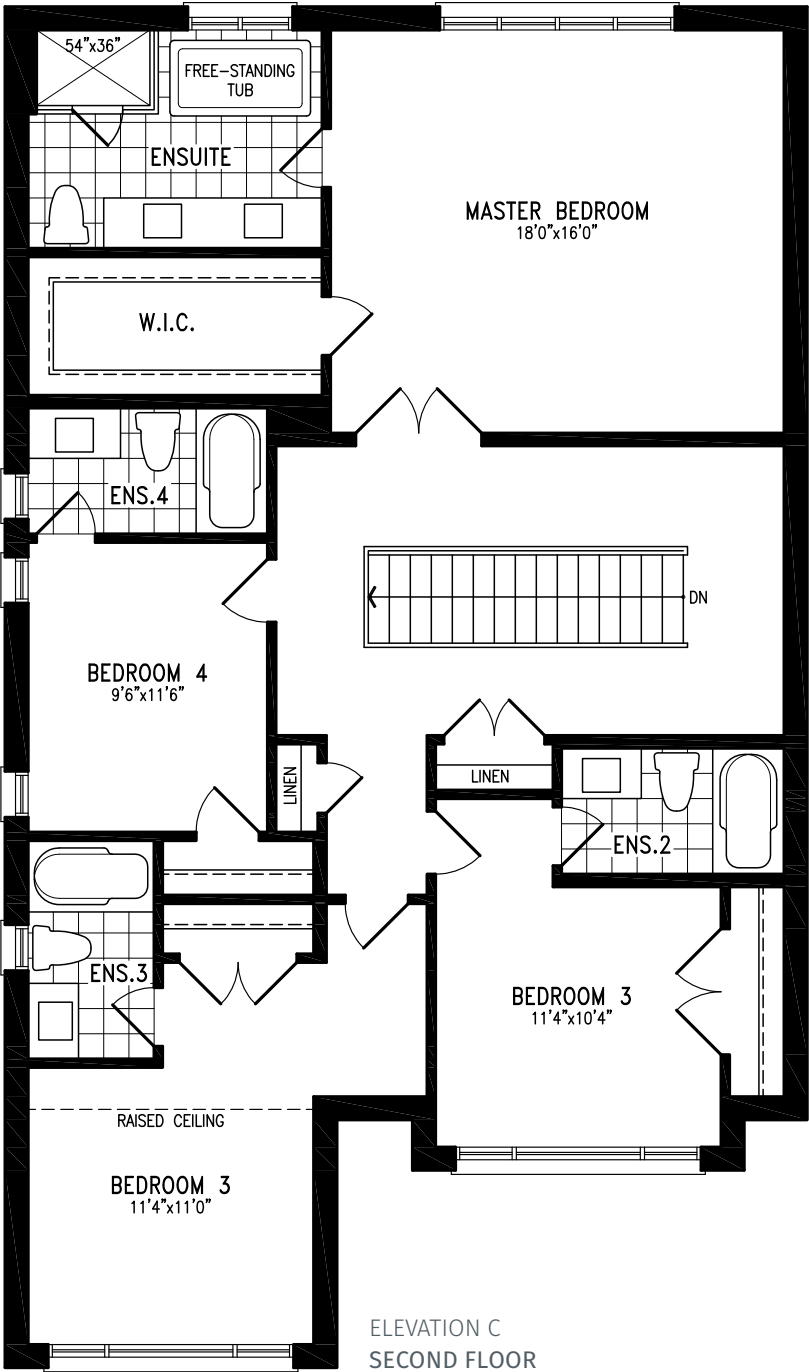 54"x36"
FREE-STANDING
TUB
ENSUITE
MASTER BEDROOM
18'0"x16'0"
W.I.C.
ENS.4
DN
BEDROOM 4
9'6"x11'6"
LINEN
LINEN
ENS.2
ENS.3
BEDROOM 3
11'4"x10'4"
RAISED CEILING
BEDROOM 3
11'4"x11'0"
ELEVATION C
SECOND FLOOR